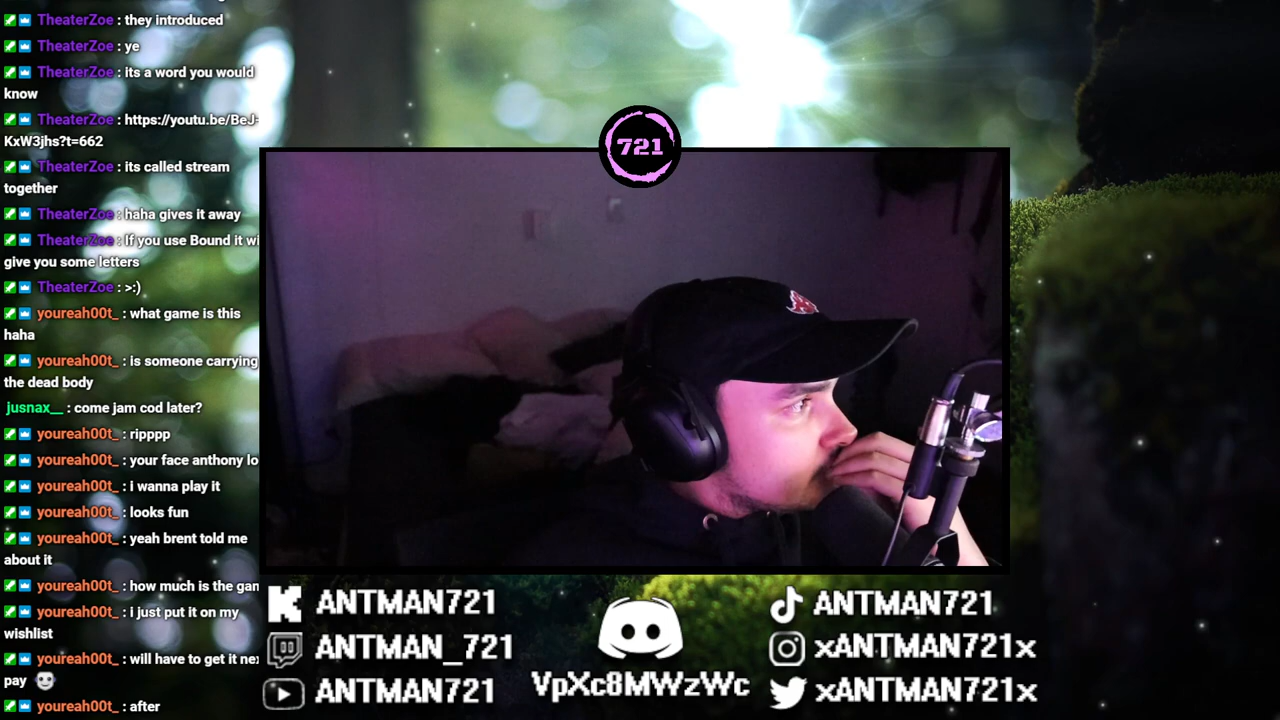 TheaterZoe : they introduced
TheaterZoe : ye
TheaterZoe : its a word you would
know
TheaterZoe : https://youtu.be/BeJ-
KxW3jhs?t=662
TheaterZoe : its called stream
together
TheaterZoe : haha gives it away
TheaterZoe : If you use Bound it
give you some letters
TheaterZoe : >:)
youreah00t_ : what game is this
haha
youreah00t_ : is someone carrying
the dead body
jusnax__ : come jam cod later?
youreah00t_ : ripppp
youreah00t_ : your face anthony lo
youreah00t_ : i wanna play it
youreah00t_ : looks fun
youreah00t_ : yeah brent told me
about it
youreah00t_ : how much is the gam
youreah00t_ : i just put it on my
wishlist
youreah00t_ : will have to get it nex
pay
youreah00t_ : after
721
ANTMAN721
ANTMAN_721
ANTMAN721
VpXc8MWzWc
ANTMAN721
xANTMAN721x
xANTMAN721x